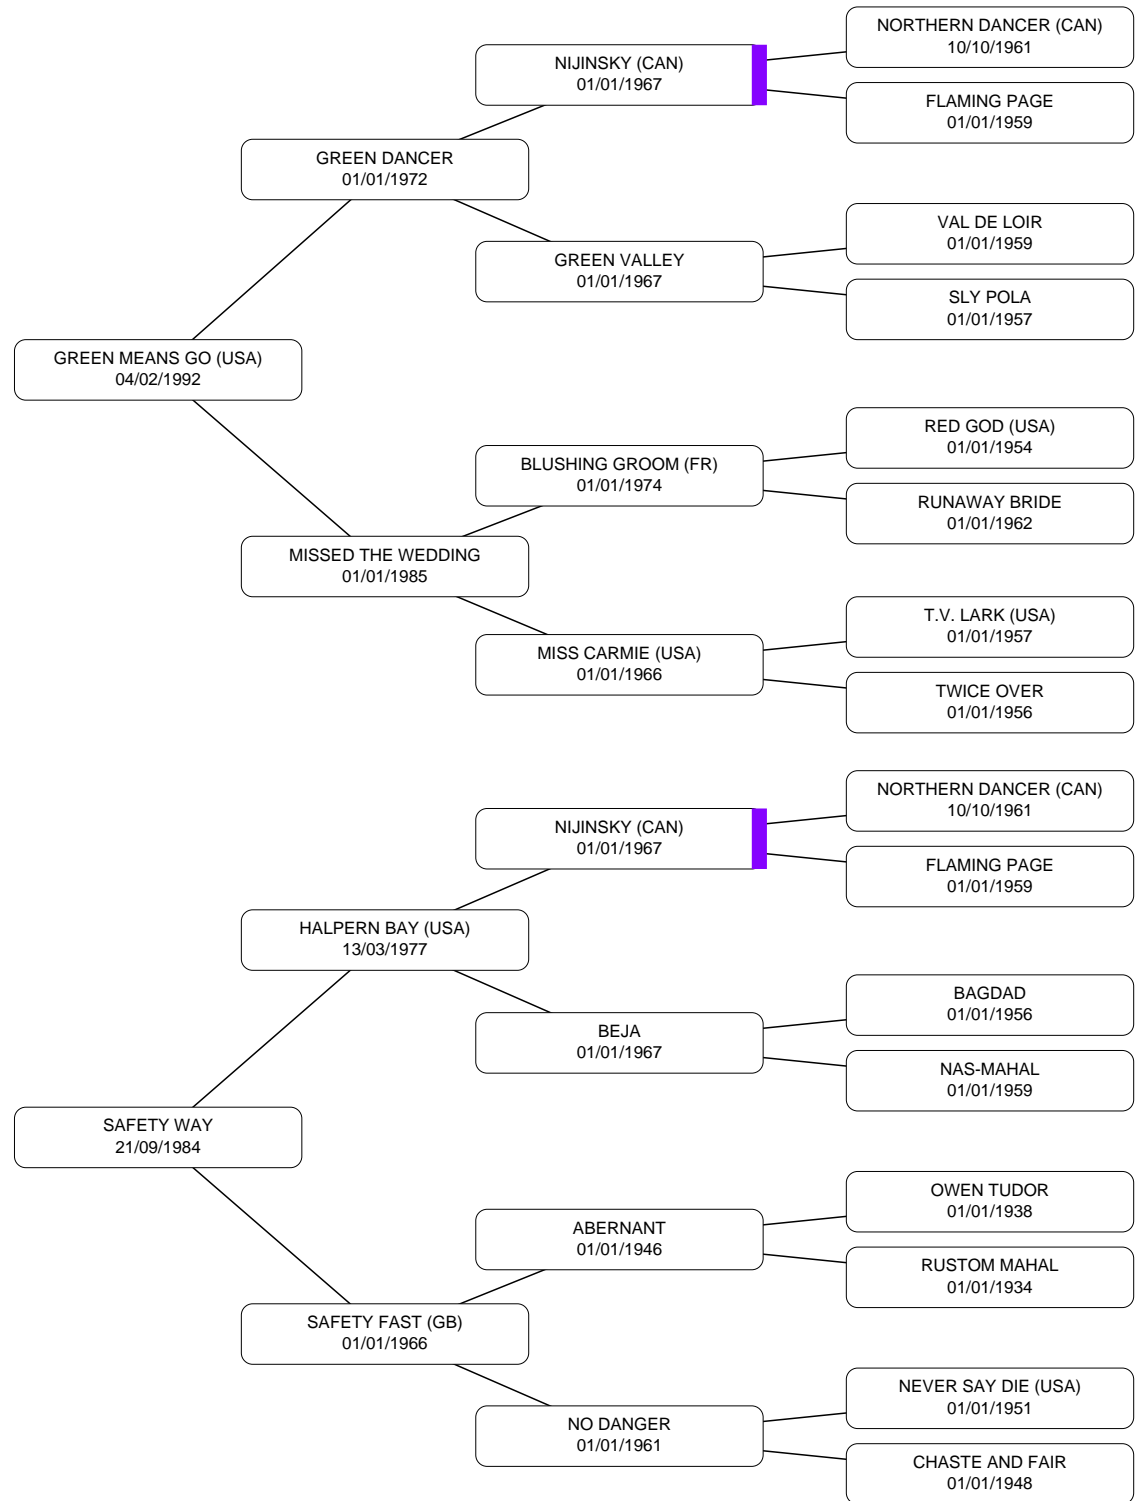 NORTHERN DANCER (CAN)
10/10/1961
NIJINSKY (CAN)
01/01/1967
FLAMING PAGE
01/01/1959
GREEN DANCER
01/01/1972
VAL DE LOIR
01/01/1959
GREEN VALLEY
01/01/1967
SLY POLA
01/01/1957
GREEN MEANS GO (USA)
04/02/1992
RED GOD (USA)
01/01/1954
BLUSHING GROOM (FR)
01/01/1974
RUNAWAY BRIDE
01/01/1962
MISSED THE WEDDING
01/01/1985
T.V. LARK (USA)
01/01/1957
MISS CARMIE (USA)
01/01/1966
TWICE OVER
01/01/1956
NORTHERN DANCER (CAN)
10/10/1961
NIJINSKY (CAN)
01/01/1967
FLAMING PAGE
01/01/1959
HALPERN BAY (USA)
13/03/1977
BAGDAD
01/01/1956
BEJA
01/01/1967
NAS-MAHAL
01/01/1959
SAFETY WAY
21/09/1984
OWEN TUDOR
01/01/1938
ABERNANT
01/01/1946
RUSTOM MAHAL
01/01/1934
SAFETY FAST (GB)
01/01/1966
NEVER SAY DIE (USA)
01/01/1951
NO DANGER
01/01/1961
CHASTE AND FAIR
01/01/1948